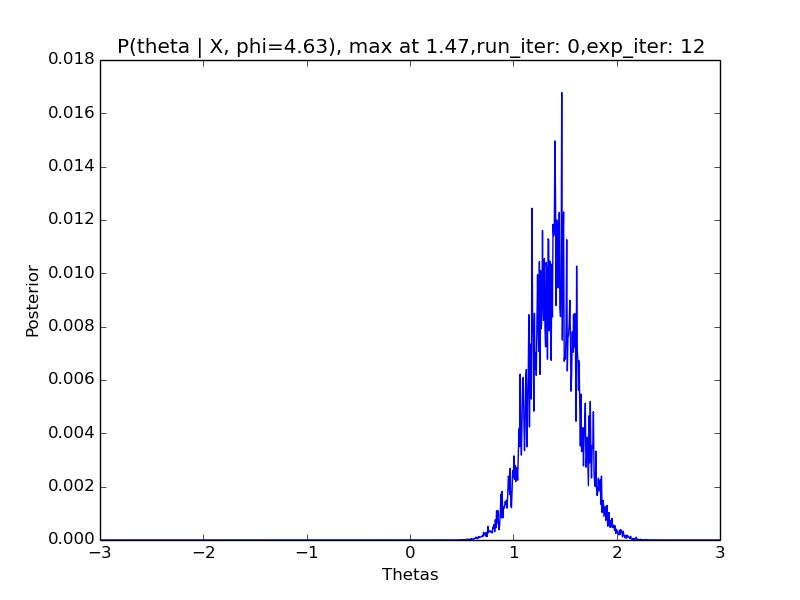 P(theta | X, phi=4.63), max at 1.47,run_iter: 0,exp_iter: 12
0.018
0.016
0.014
0.012
0.010
0.008
0.006
0.004
0.002
0.000
Posterior
−3 −2 −1 0 1 2 3
Thetas